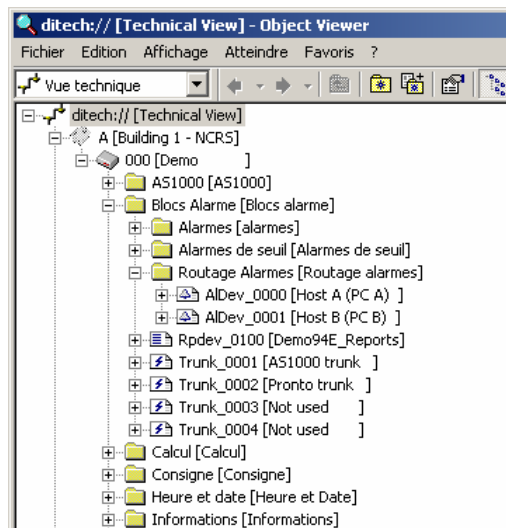 ditech:// [Technical View] - Object Viewer
Fichier Edition Affichage Atteindre Favoris ?
Vue technique
ditech:// [Technical View]
A [Building 1 - NCRS]
000 [Demo ]
AS1000 [AS1000]
Blocs Alarme [Blocs alarme]
Alarmes [alarmes]
Alarmes de seuil [Alarmes de seuil]
Routage Alarmes [Routage alarmes]
AlDev_0000 [Host A (PC A) ]
AlDev_0001 [Host B (PC B) ]
Rpdev_0100 [Demo94E_Reports]
Trunk_0001 [AS1000 trunk ]
Trunk_0002 [Pronto trunk ]
Trunk_0003 [Not used ]
Trunk_0004 [Not used ]
Calcul [Calcul]
Consigne [Consigne]
Heure et date [Heure et Date]
Informations [Informations]